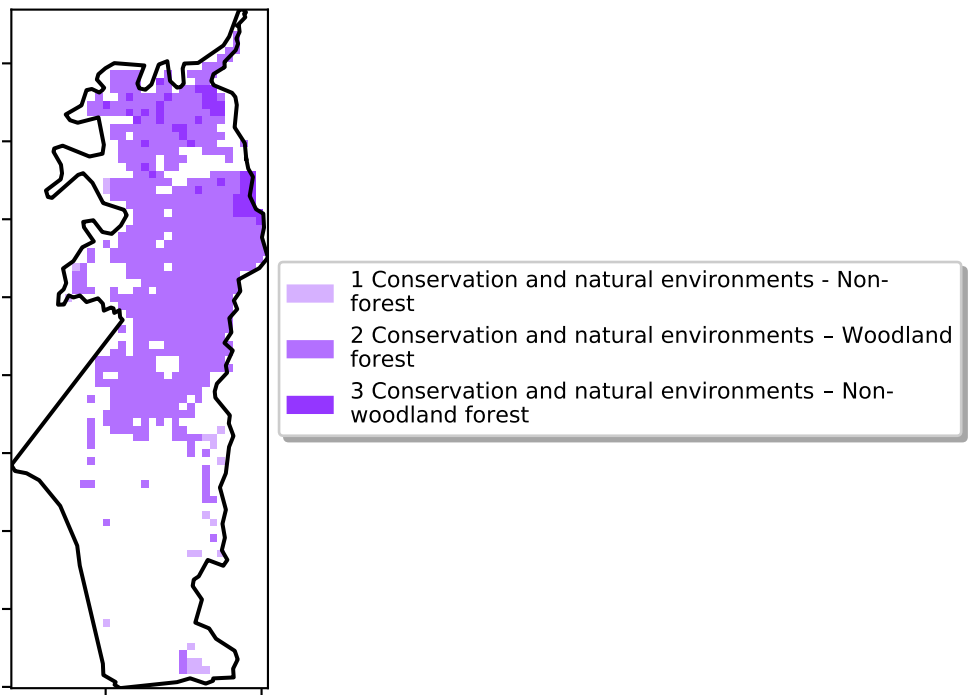 1 Conservation and natural environments - Non-
forest
2 Conservation and natural environments – Woodland
forest
3 Conservation and natural environments – Non-
woodland forest